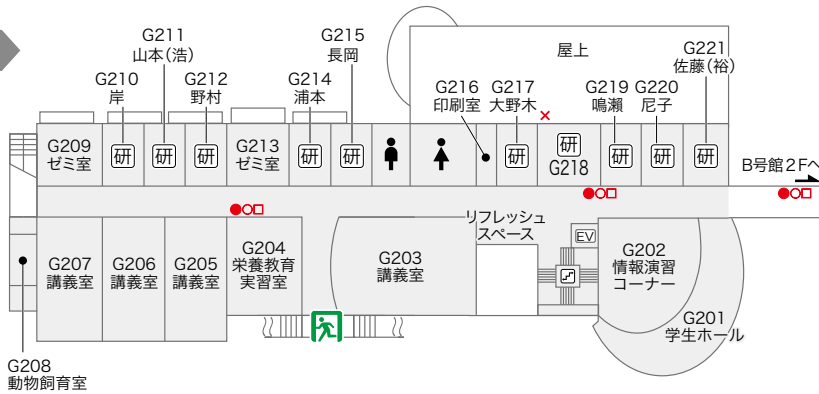 G211
山本（浩）
G215
長岡
屋上
G221
佐藤（裕）
G210
岸
G212
野村
G214
浦本
G216
印刷室
G217
大野木
G219
鳴瀬
G220
尼子
G209
ゼミ室
研
研
研
G213
ゼミ室
研
研
研
研
G218
研
研
研
B号館2Fへ
リフレッシュ
スペース
EV
G207
講義室
G206
講義室
G205
講義室
G204
栄養教育
実習室
G203
講義室
G202
情報演習
コーナー
G201
学生ホール
G208
動物飼育室